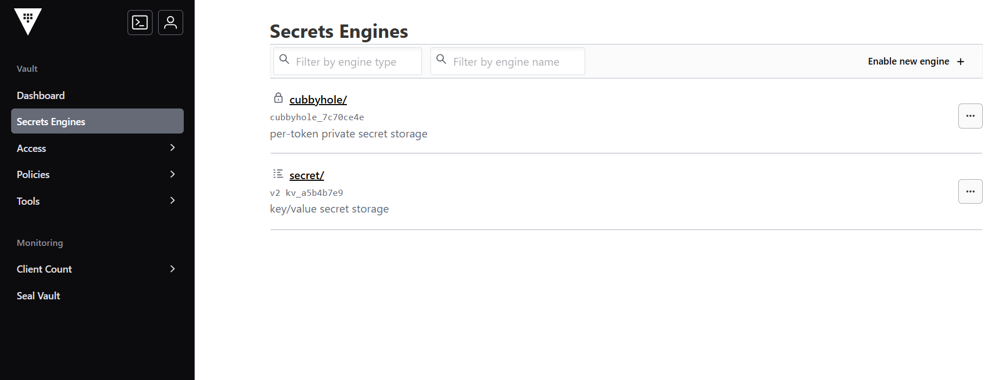 Vault
Dashboard
Secrets Engines
Access
Policies
Tools
Monitoring
Client Count
Seal Vault
Secrets Engines
Filter by engine type
Filter by engine name
Enable new engine +
cubbyhole/
cubbyhole_7c70ce4e
per-token private secret storage
secret/
v2 kv_a5b4b7e9
key/value secret storage